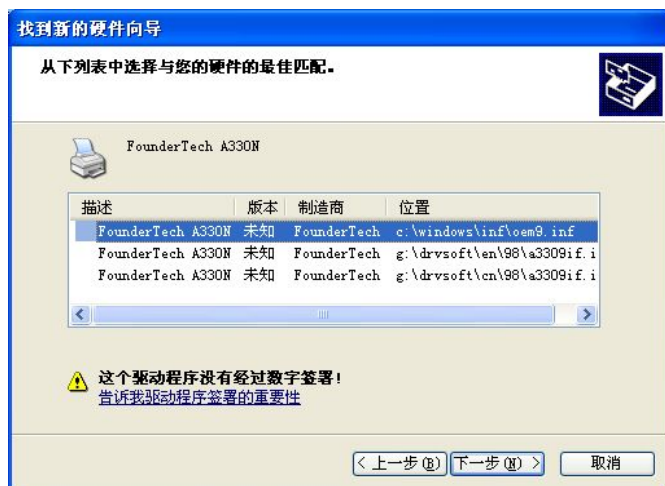 找到新的硬件向导
从下列表中选择与您的硬件的最佳匹配。
FounderTech A330N
描述 版本 制造商 位置
FounderTech A330N 未知 FounderTech c:\windows\inf\oem9.inf
FounderTech A330N 未知 FounderTech g:\drvsoft\en\98\a3309if.i
FounderTech A330N 未知 FounderTech g:\drvsoft\cn\98\a3309if.i
这个驱动程序没有经过数字签署!
告诉我驱动程序签署的重要性
< 上一步(B) 下一步(N) > 取消